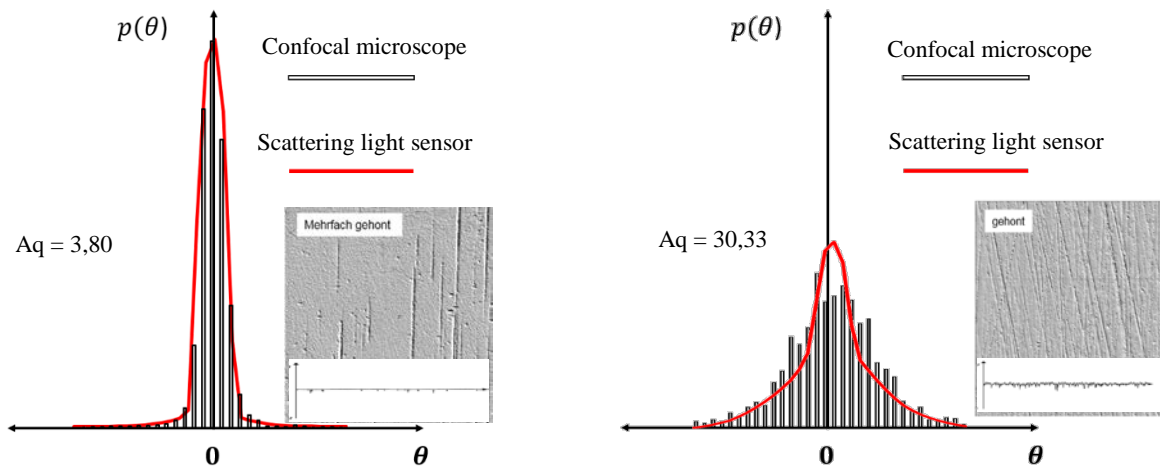 p(θ)
Confocal microscope
Scattering light sensor
Mehrfach gehont
Aq = 3,80
0
θ
p(θ)
Confocal microscope
Scattering light sensor
gehont
Aq = 30,33
0
θ